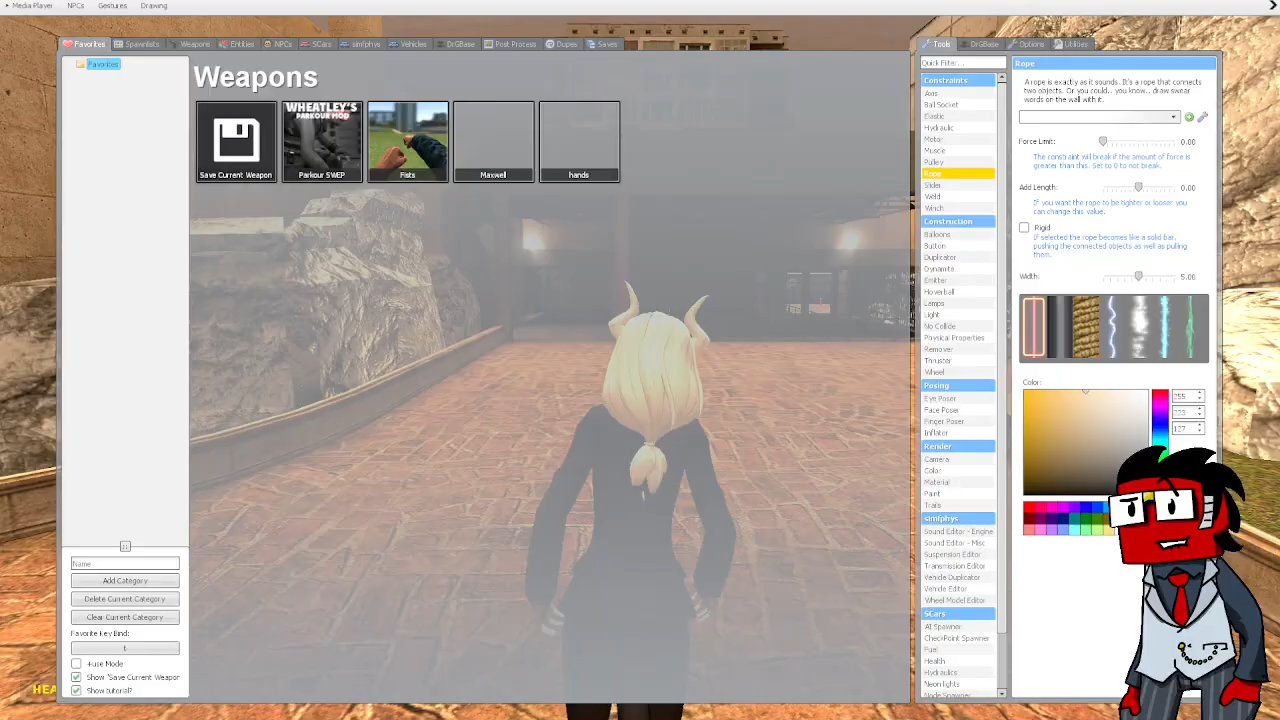 Media Player NPCs Gestures Drawing
Favorites Spawnlists Weapons Entities NPCs SCars simfphys Vehicles DrGBase Post Process Dupes Saves
Tools DrGBase Options Utilities
Favorites
Weapons
WHEATLEY'S
PARKOUR MOD
Save Current Weapon
Parkour SWEP
Fists
Maxwell
hands
Name
Add Category
Delete Current Category
Clear Current Category
Favorite Key Bind:
t
+use Mode
Show 'Save Current Weapor
Show tutorial?
HEA
Quick Filter...
Constraints
Axis
Ball Socket
Elastic
Hydraulic
Motor
Muscle
Pulley
Rope
Slider
Weld
Winch
Construction
Balloons
Button
Duplicator
Dynamite
Emitter
Hoverball
Lamps
Light
No Collide
Physical Properties
Remover
Thruster
Wheel
Posing
Eye Poser
Face Poser
Finger Poser
Inflator
Render
Camera
Color
Material
Paint
Trails
simfphys
Sound Editor - Engine
Sound Editor - Misc
Suspension Editor
Transmission Editor
Vehicle Duplicator
Vehicle Editor
Wheel Model Editor
SCars
AI Spawner
CheckPoint Spawner
Fuel
Health
Hydraulics
Neon lights
Node Spawner
Rope
A rope is exactly as it sounds. It's a rope that connects
two objects. Or you could.. you know.. draw swear
words on the wall with it.
Force Limit: 0.00
The constraint will break if the amount of force is
greater than this. Set to 0 to not break.
Add Length: 0.00
If you want the rope to be tighter or looser you
can change this value.
Rigid
If selected the rope becomes like a solid bar,
pushing the connected objects as well as pulling
them.
Width: 5.00
Color:
255
223
137